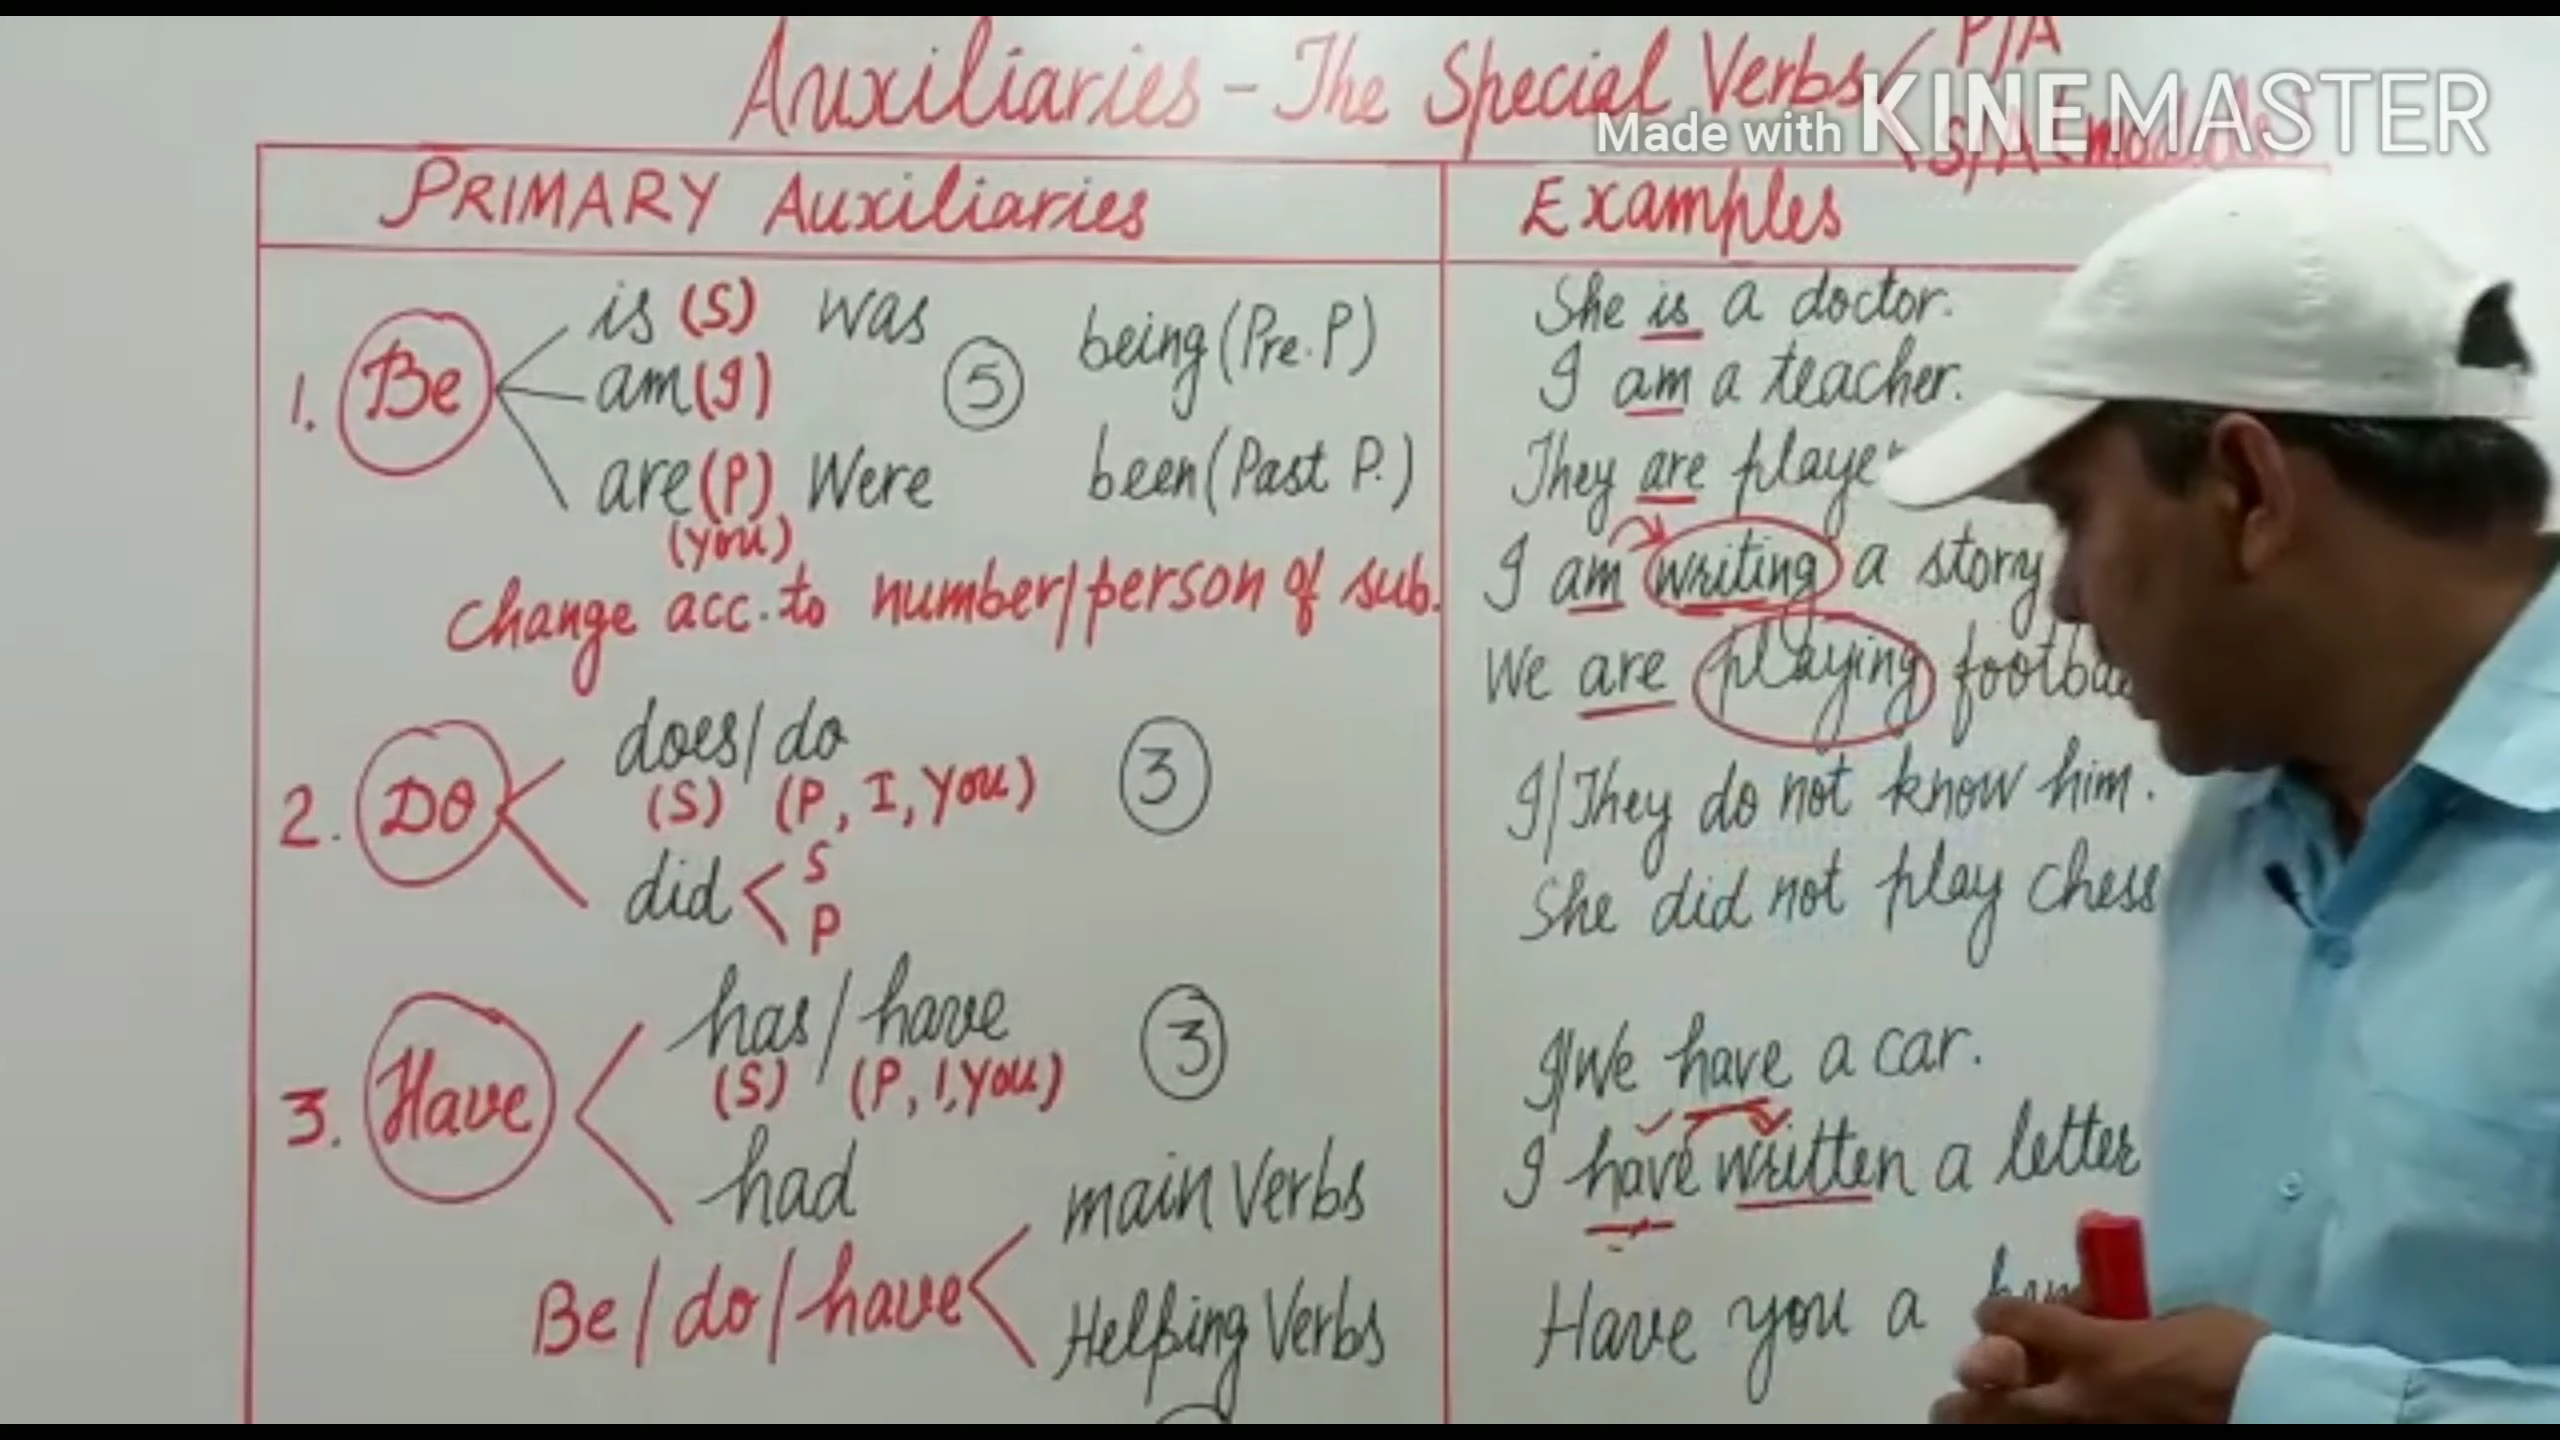 Auxiliaries - The Special Verbs
P/A
S/A (modals)
Made with KINEMASTER
PRIMARY Auxiliaries
Examples
1. Be
is (S) was
am (I)
are (P) Were
(you)
5
being (Pre. P)
been (Past P.)
Change acc. to number/person of sub.
2. Do
does/do
(S) (P, I, you)
3
did
S
P
3. Have
has/have
(S) (P, I, you)
3
had
Be/do/have
main Verbs
Helping Verbs
She is a doctor.
I am a teacher.
They are player
I am writing a story
We are playing footba
I/They do not know him.
She did not play chess
I/We have a car.
I have written a letter
Have you a